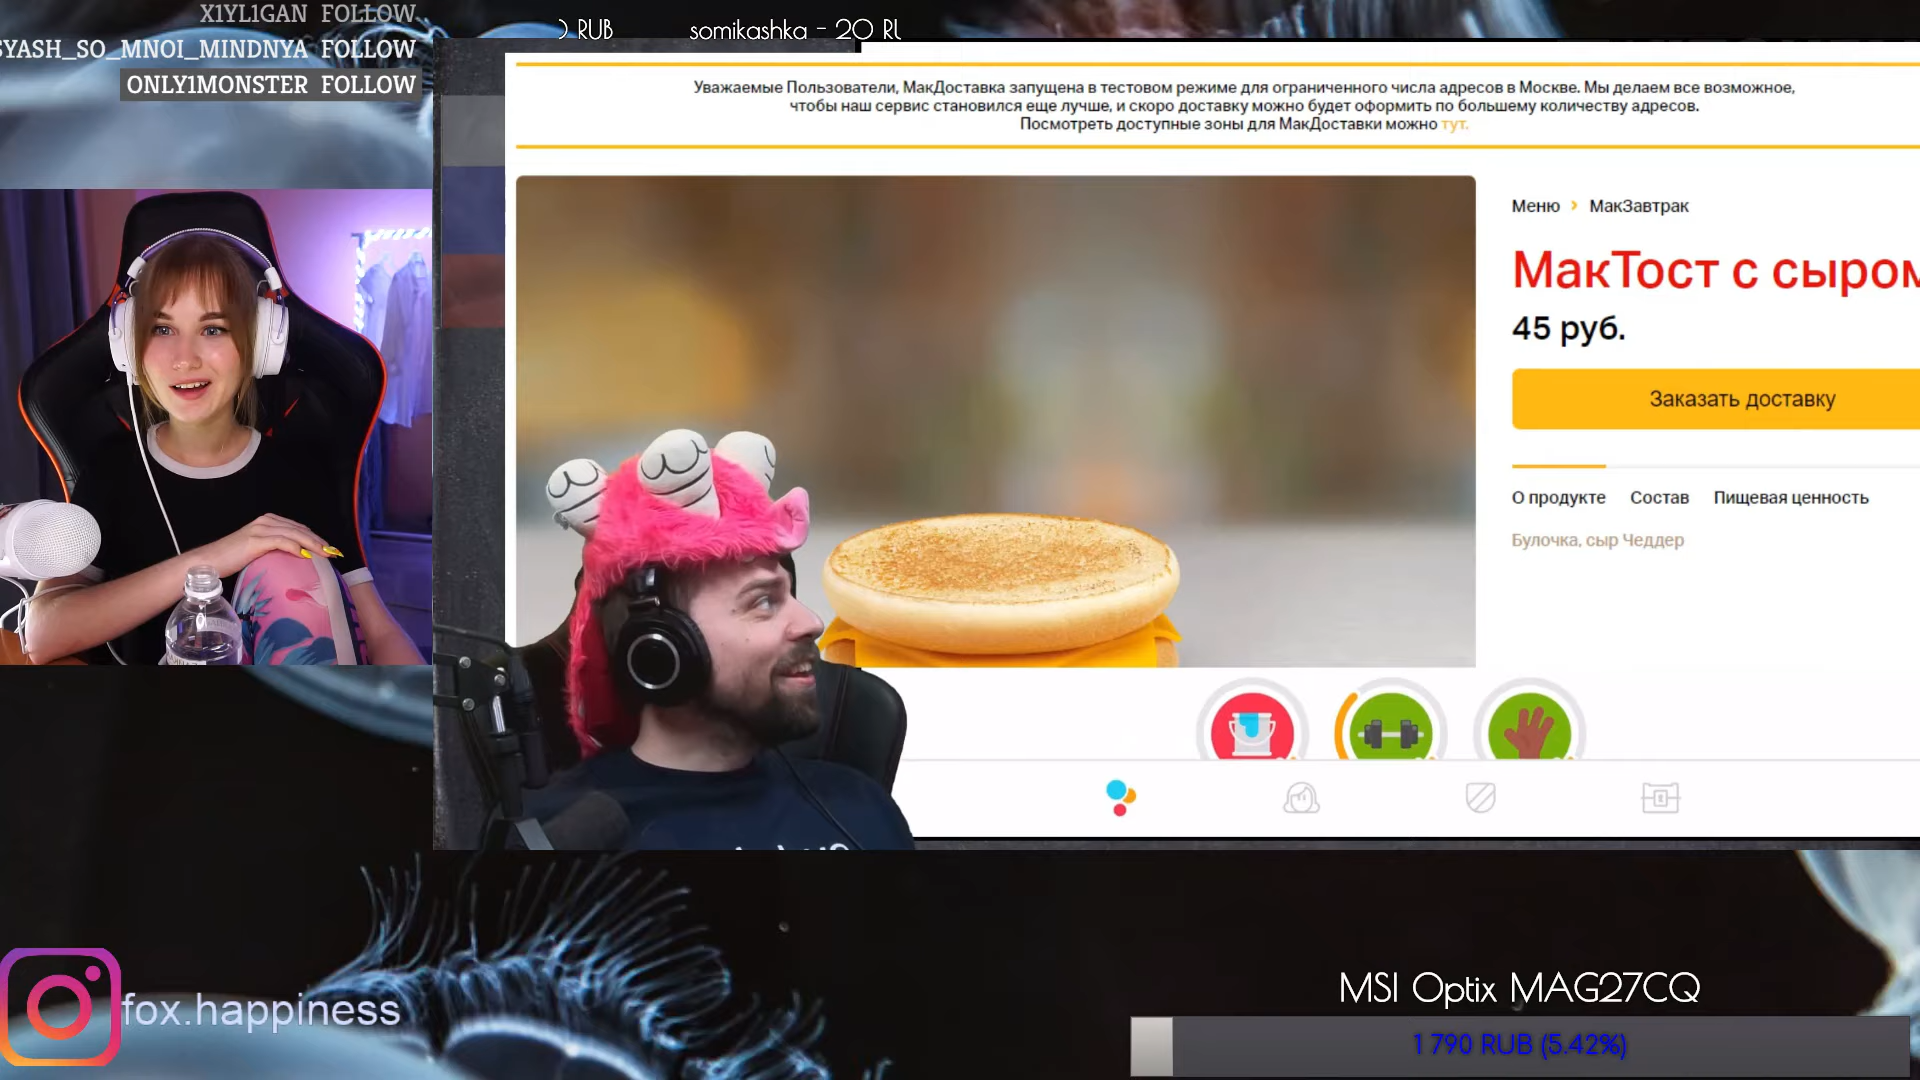 X1YL1GAN FOLLOW
SYASH_SO_MNOI_MINDNYA FOLLOW
ONLY1MONSTER FOLLOW
RUB somikashka - 20 RU
Уважаемые Пользователи, МакДоставка запущена в тестовом режиме для ограниченного числа адресов в Москве. Мы делаем все возможное,
чтобы наш сервис становился еще лучше, и скоро доставку можно будет оформить по большему количеству адресов.
Посмотреть доступные зоны для МакДоставки можно тут.
Меню › МакЗавтрак
МакТост с сыром
45 руб.
Заказать доставку
О продукте Состав Пищевая ценность
Булочка, сыр Чеддер
fox.happiness
MSI Optix MAG27CQ
1 790 RUB (5.42%)